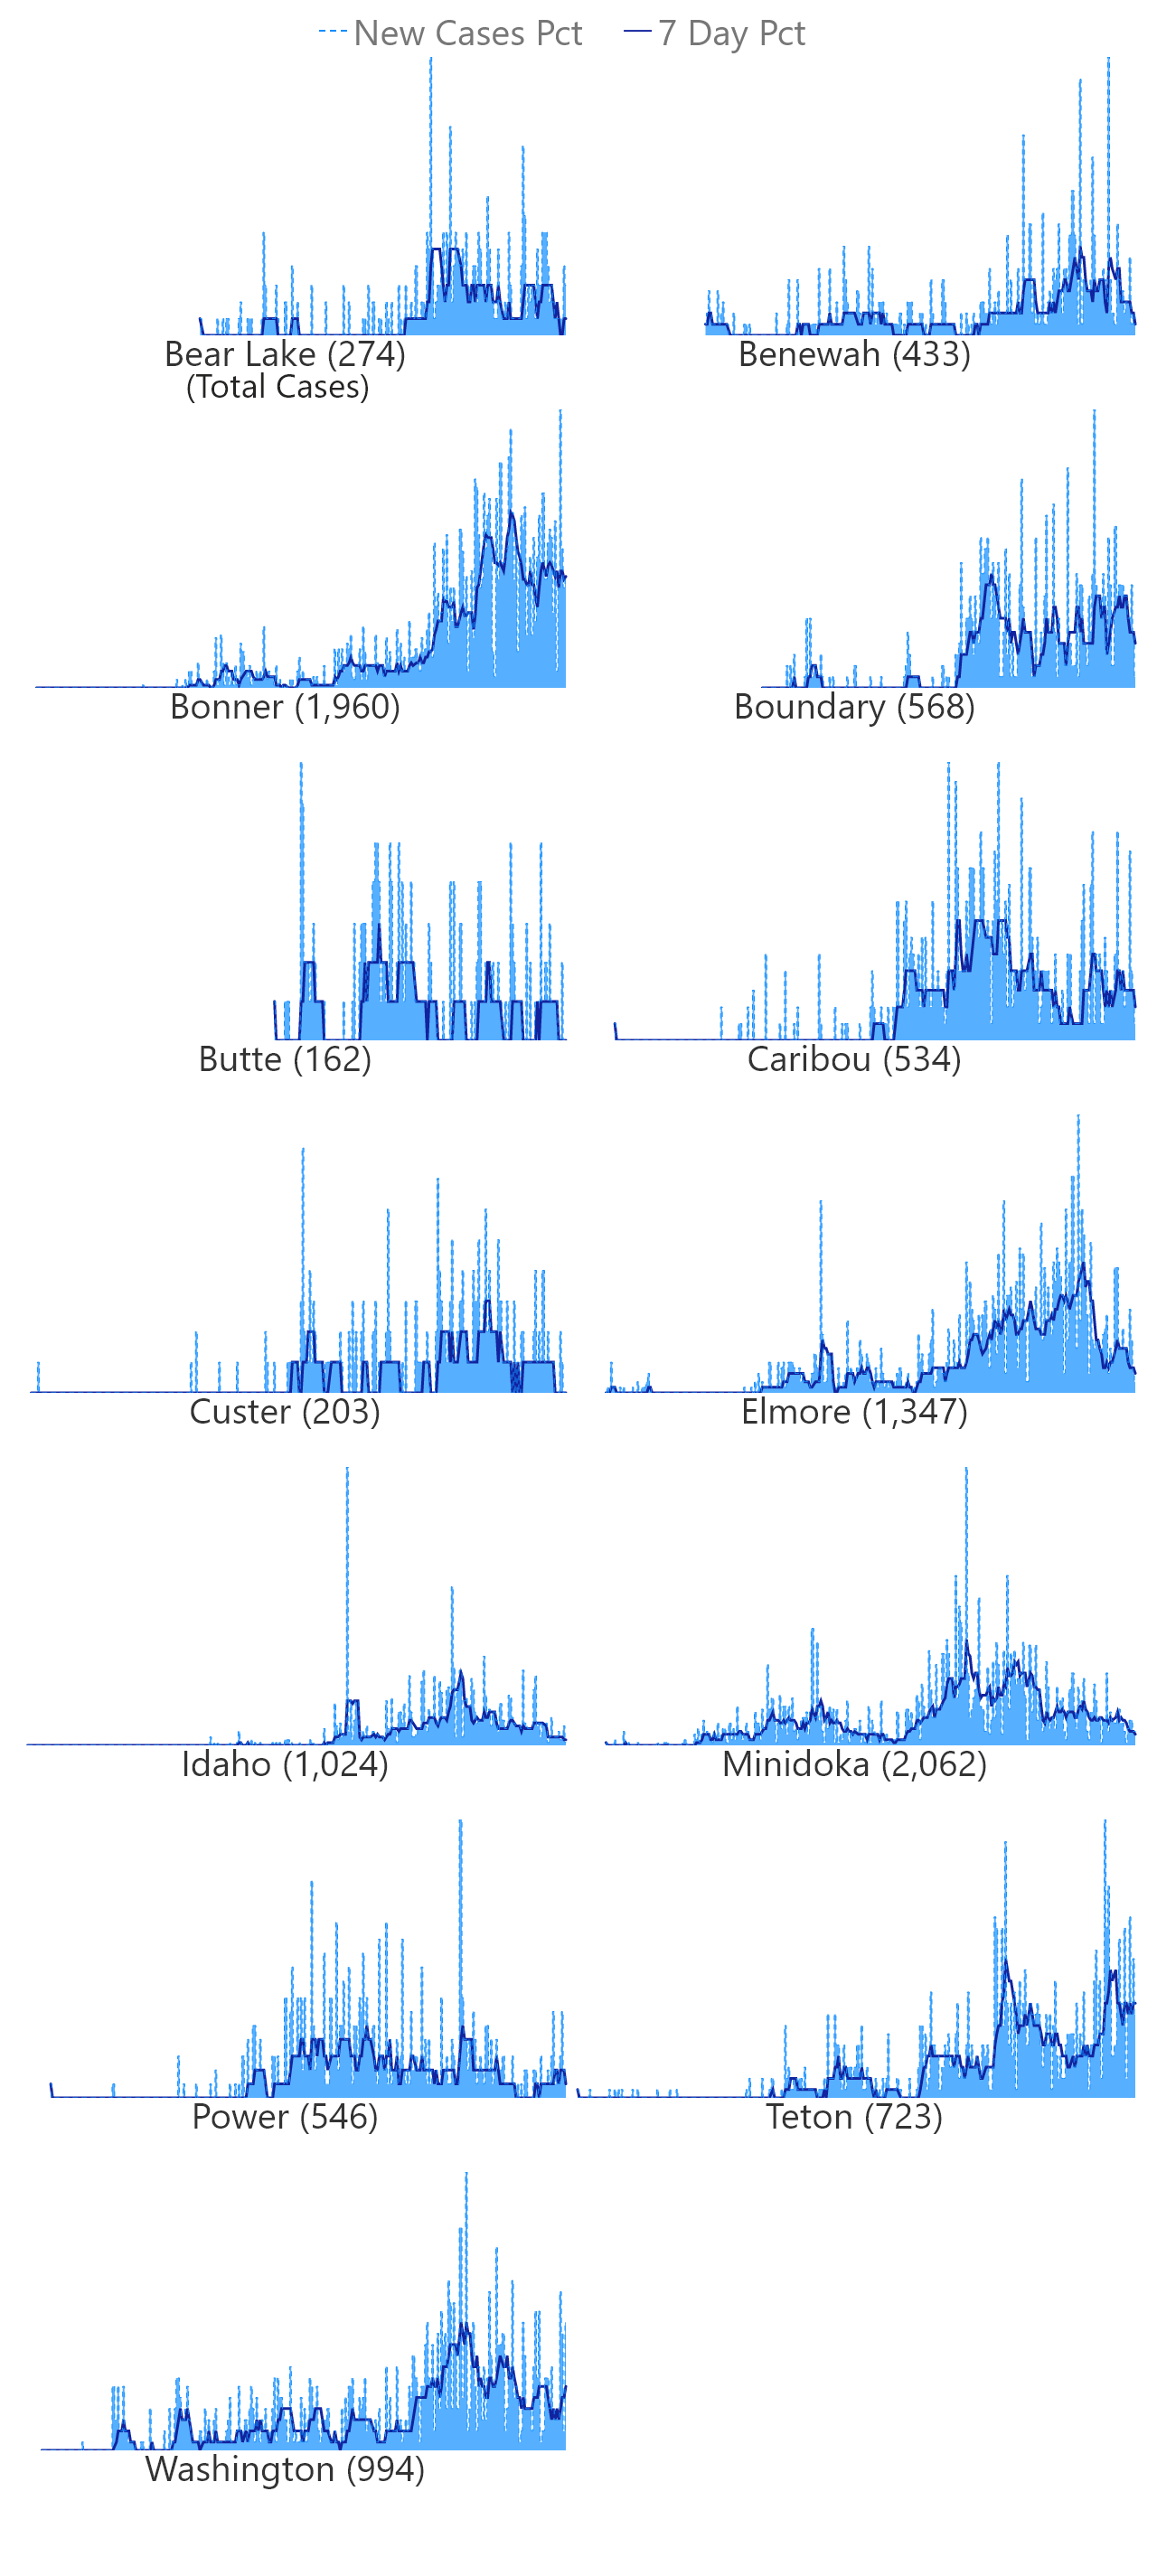 New Cases Pct 7 Day Pct
Bear Lake (274)
(Total Cases)
Benewah (433)
Bonner (1,960)
Boundary (568)
Butte (162)
Caribou (534)
Custer (203)
Elmore (1,347)
Idaho (1,024)
Minidoka (2,062)
Power (546)
Teton (723)
Washington (994)